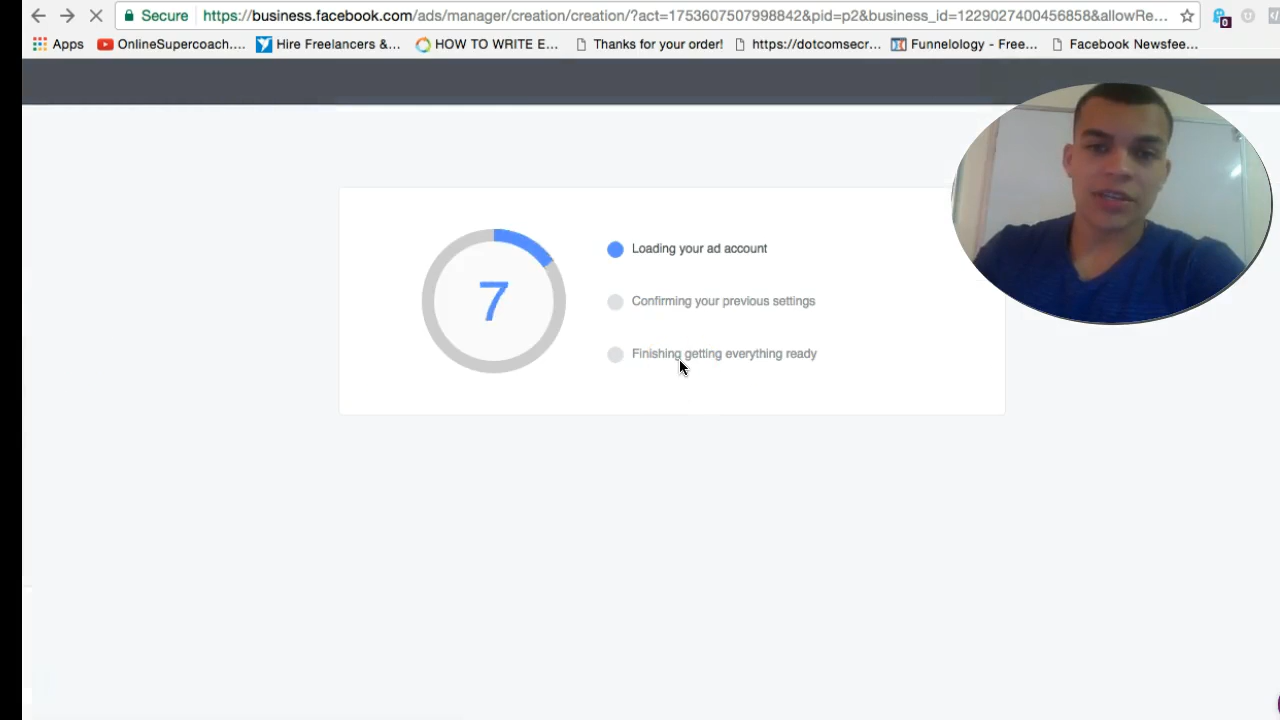 Secure https://business.facebook.com/ads/manager/creation/creation/?act=1753607507998842&pid=p2&business_id=1229027400456858&allowRe...
0
Apps OnlineSupercoach.... Hire Freelancers &... HOW TO WRITE E... Thanks for your order! https://dotcomsecr... Funnelology - Free... Facebook Newsfee...
7
Loading your ad account
Confirming your previous settings
Finishing getting everything ready